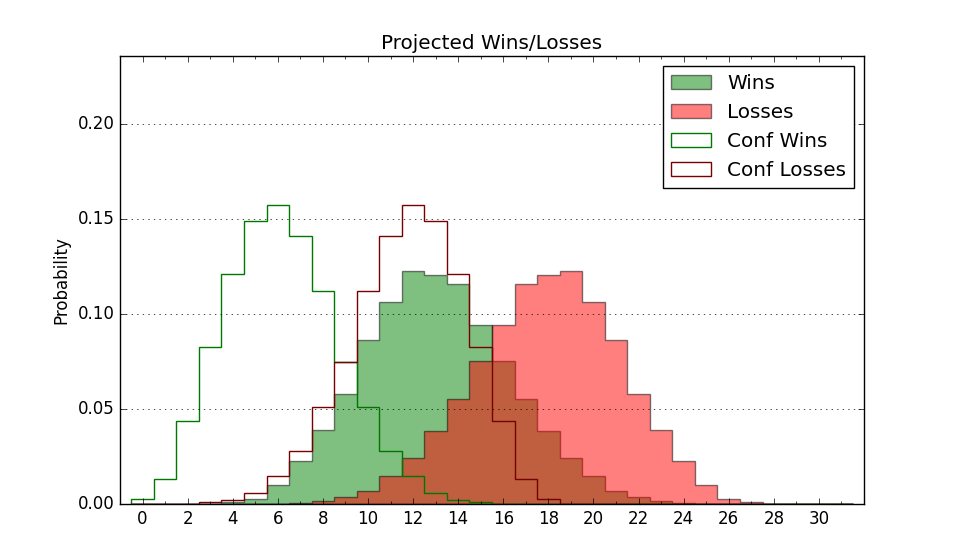 Projected Wins/Losses
Wins
Losses
Conf Wins
Conf Losses
Probability
0.20
0.15
0.10
0.05
0.00
0 2 4 6 8 10 12 14 16 18 20 22 24 26 28 30